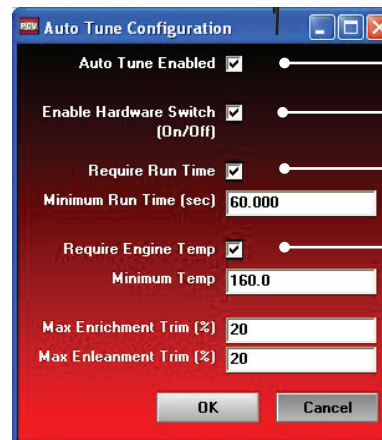 PCV Auto Tune Configuration
Auto Tune Enabled
Enable Hardware Switch
(On/Off)
Require Run Time
Minimum Run Time (sec) 60.000
Require Engine Temp
Minimum Temp 160.0
Max Enrichment Trim (%) 20
Max Enleanment Trim (%) 20
OK Cancel